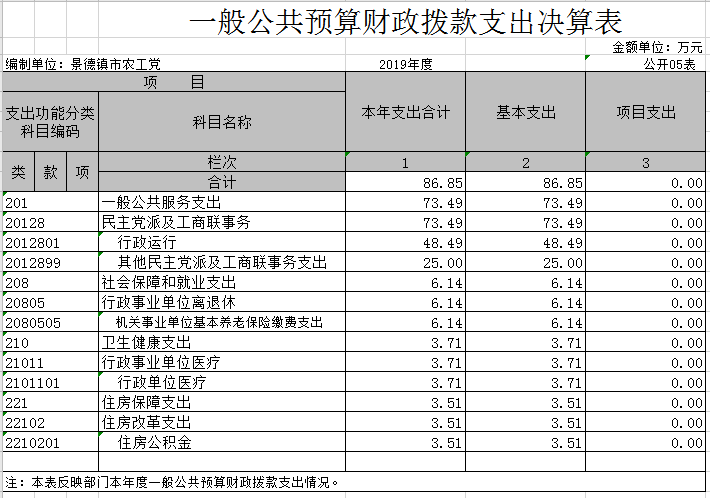 一般公共预算财政拨款支出决算表
金额单位：万元
编制单位：景德镇市农工党 2019年度 公开05表
项 目 本年支出合计 基本支出 项目支出
支出功能分类科目编码 科目名称
类 款 项 栏次 1 2 3
合计 86.85 86.85 0.00
201 一般公共服务支出 73.49 73.49 0.00
20128 民主党派及工商联事务 73.49 73.49 0.00
2012801 行政运行 48.49 48.49 0.00
2012899 其他民主党派及工商联事务支出 25.00 25.00 0.00
208 社会保障和就业支出 6.14 6.14 0.00
20805 行政事业单位离退休 6.14 6.14 0.00
2080505 机关事业单位基本养老保险缴费支出 6.14 6.14 0.00
210 卫生健康支出 3.71 3.71 0.00
21011 行政事业单位医疗 3.71 3.71 0.00
2101101 行政单位医疗 3.71 3.71 0.00
221 住房保障支出 3.51 3.51 0.00
22102 住房改革支出 3.51 3.51 0.00
2210201 住房公积金 3.51 3.51 0.00
注：本表反映部门本年度一般公共预算财政拨款支出情况。